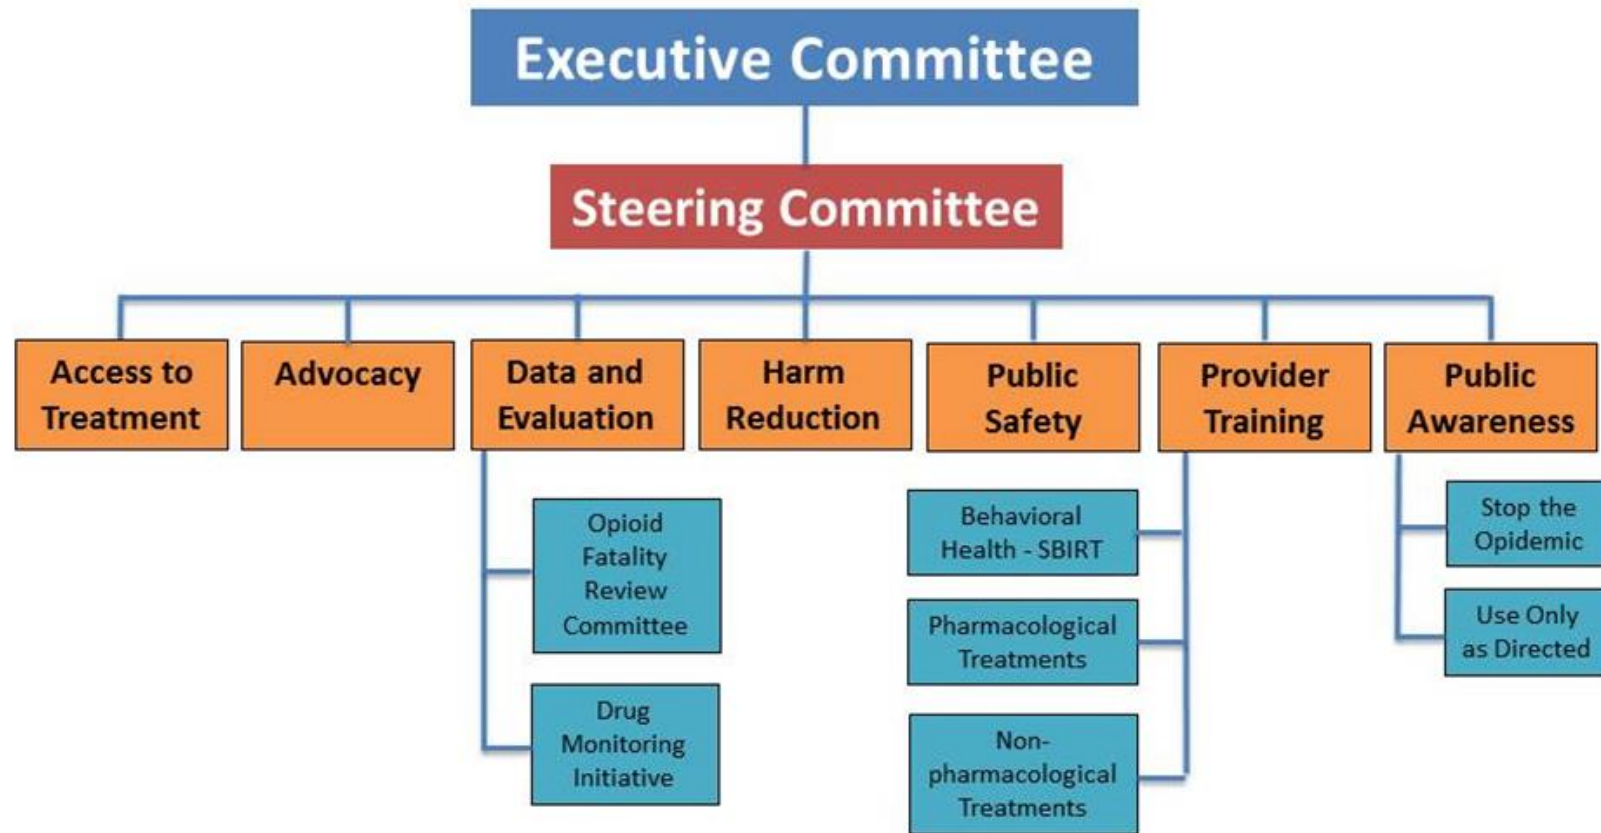 Executive Committee
Steering Committee
Access to
Treatment
Advocacy
Data and
Evaluation
Harm
Reduction
Public
Safety
Provider
Training
Public
Awareness
Opioid
Fatality
Review
Committee
Drug
Monitoring
Initiative
Behavioral
Health - SBIRT
Pharmacological
Treatments
Non-
pharmacological
Treatments
Stop the
Opidemic
Use Only
as Directed